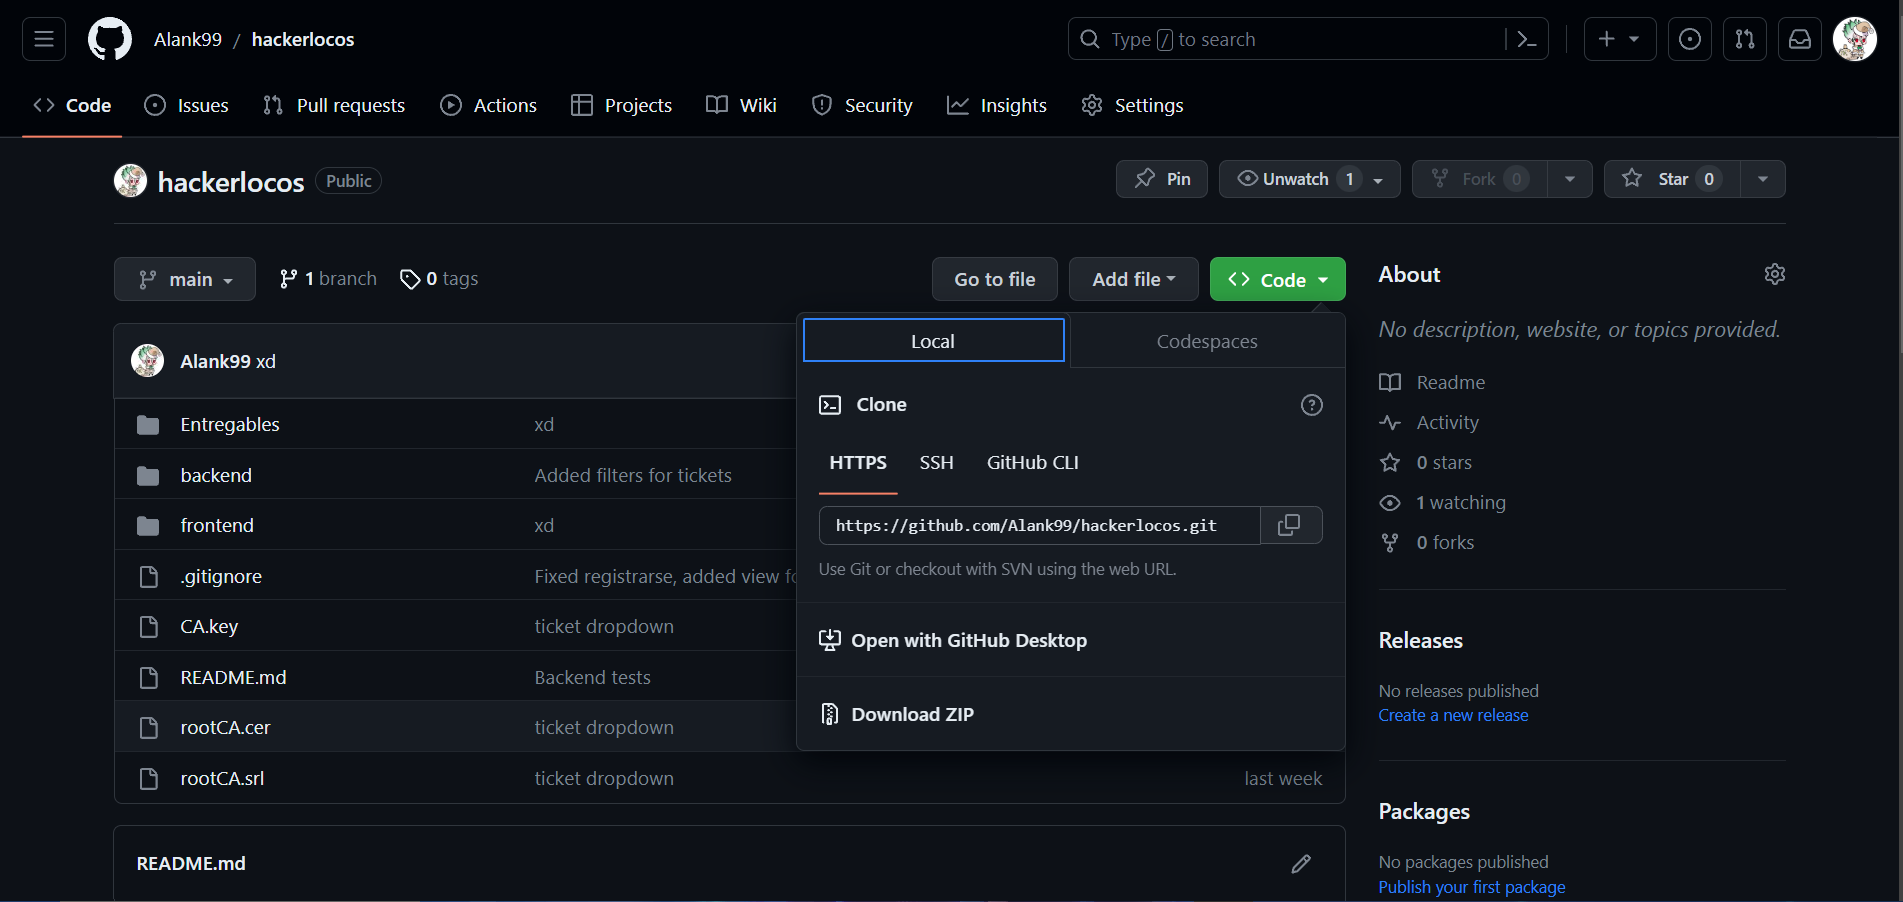 Alank99 / hackerlocos
Type / to search
Code
Issues
Pull requests
Actions
Projects
Wiki
Security
Insights
Settings
hackerlocos Public
Pin
Unwatch 1
Fork 0
Star 0
main
1 branch
0 tags
Go to file
Add file
Code
Local
Codespaces
Clone
HTTPS
SSH
GitHub CLI
https://github.com/Alank99/hackerlocos.git
Use Git or checkout with SVN using the web URL.
Open with GitHub Desktop
Download ZIP
Alank99 xd
Entregables xd
backend Added filters for tickets
frontend xd
.gitignore Fixed registrarse, added view fo
CA.key ticket dropdown
README.md Backend tests
rootCA.cer ticket dropdown
rootCA.srl ticket dropdown last week
README.md
About
No description, website, or topics provided.
Readme
Activity
0 stars
1 watching
0 forks
Releases
No releases published
Create a new release
Packages
No packages published
Publish your first package